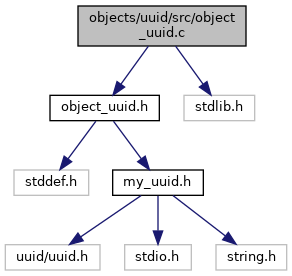 objects/uuid/src/object
_uuid.c
object_uuid.h
stdlib.h
stddef.h
my_uuid.h
uuid/uuid.h
stdio.h
string.h